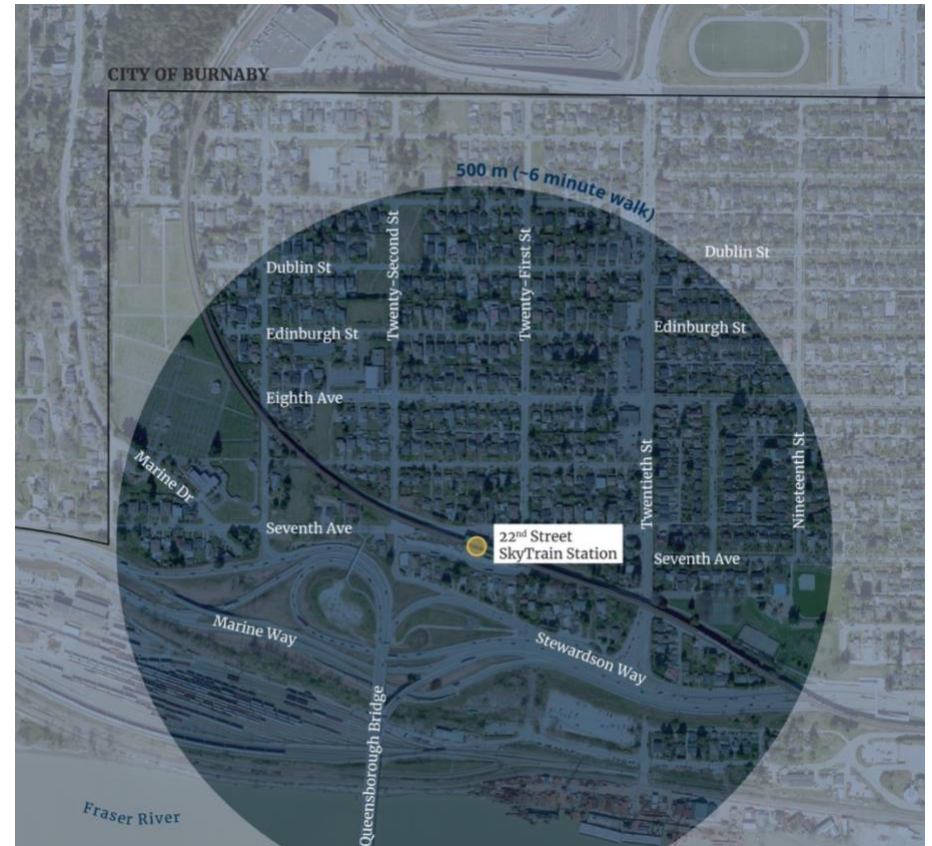 CITY OF BURNABY
500 m (~6 minute walk)
Twenty-Second St
Twenty-First St
Dublin St
Dublin St
Edinburgh St
Edinburgh St
Eighth Ave
Marine Dr
Twentieth St
Nineteenth St
Seventh Ave
22nd Street
SkyTrain Station
Seventh Ave
Marine Way
Stewardson Way
Queensborough Bridge
Fraser River